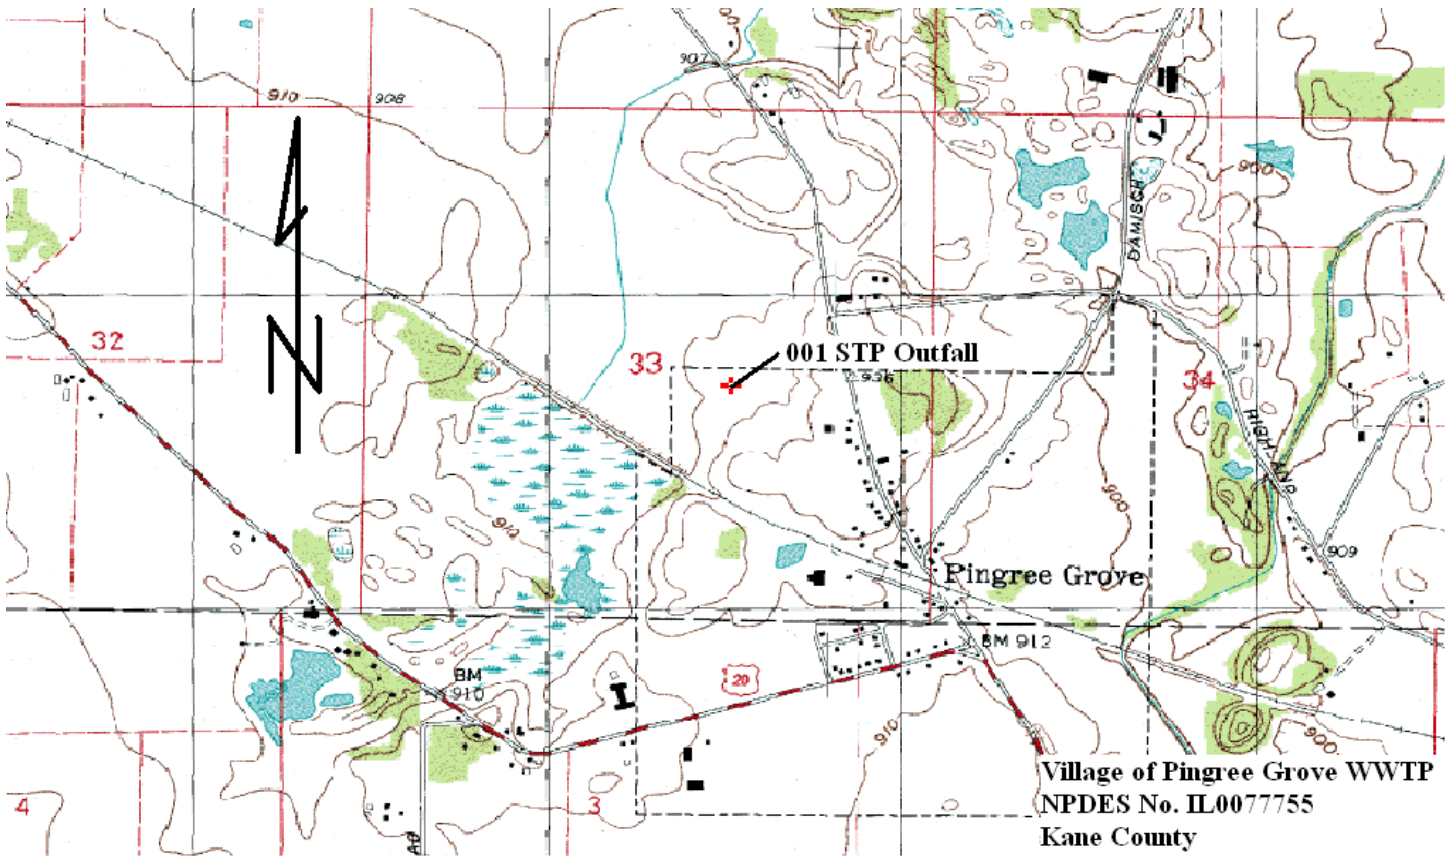 907
910
908
DAMISCH
900
N
32
33
001 STP Outfall
936
34
HIGHLAND
910
900
909
Pingree Grove
BM 912
BM
910
20
910
900
4
3
Village of Pingree Grove WWTP
NPDES No. IL0077755
Kane County